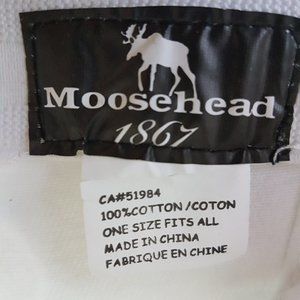 Moosehead
1867
CA#51984
100%COTTON/COTON
ONE SIZE FITS ALL
MADE IN CHINA
FABRIQUE EN CHINE